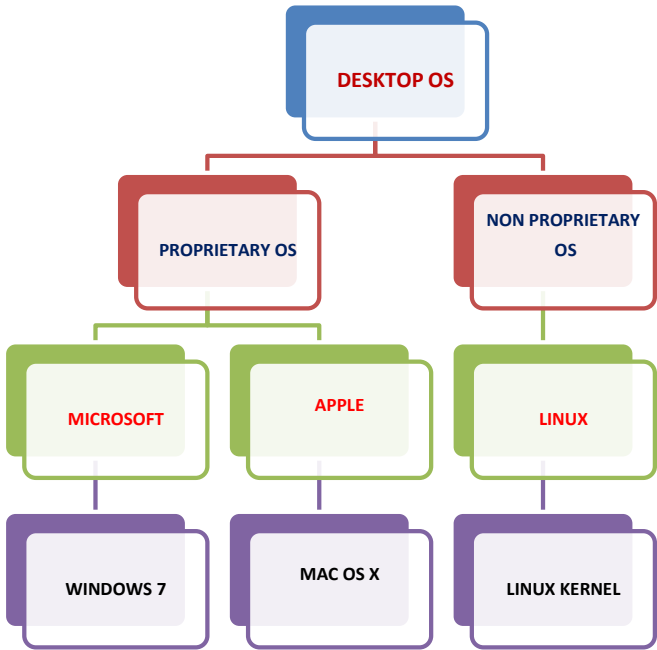 DESKTOP OS
PROPRIETARY OS
NON PROPRIETARY
OS
MICROSOFT
APPLE
LINUX
WINDOWS 7
MAC OS X
LINUX KERNEL